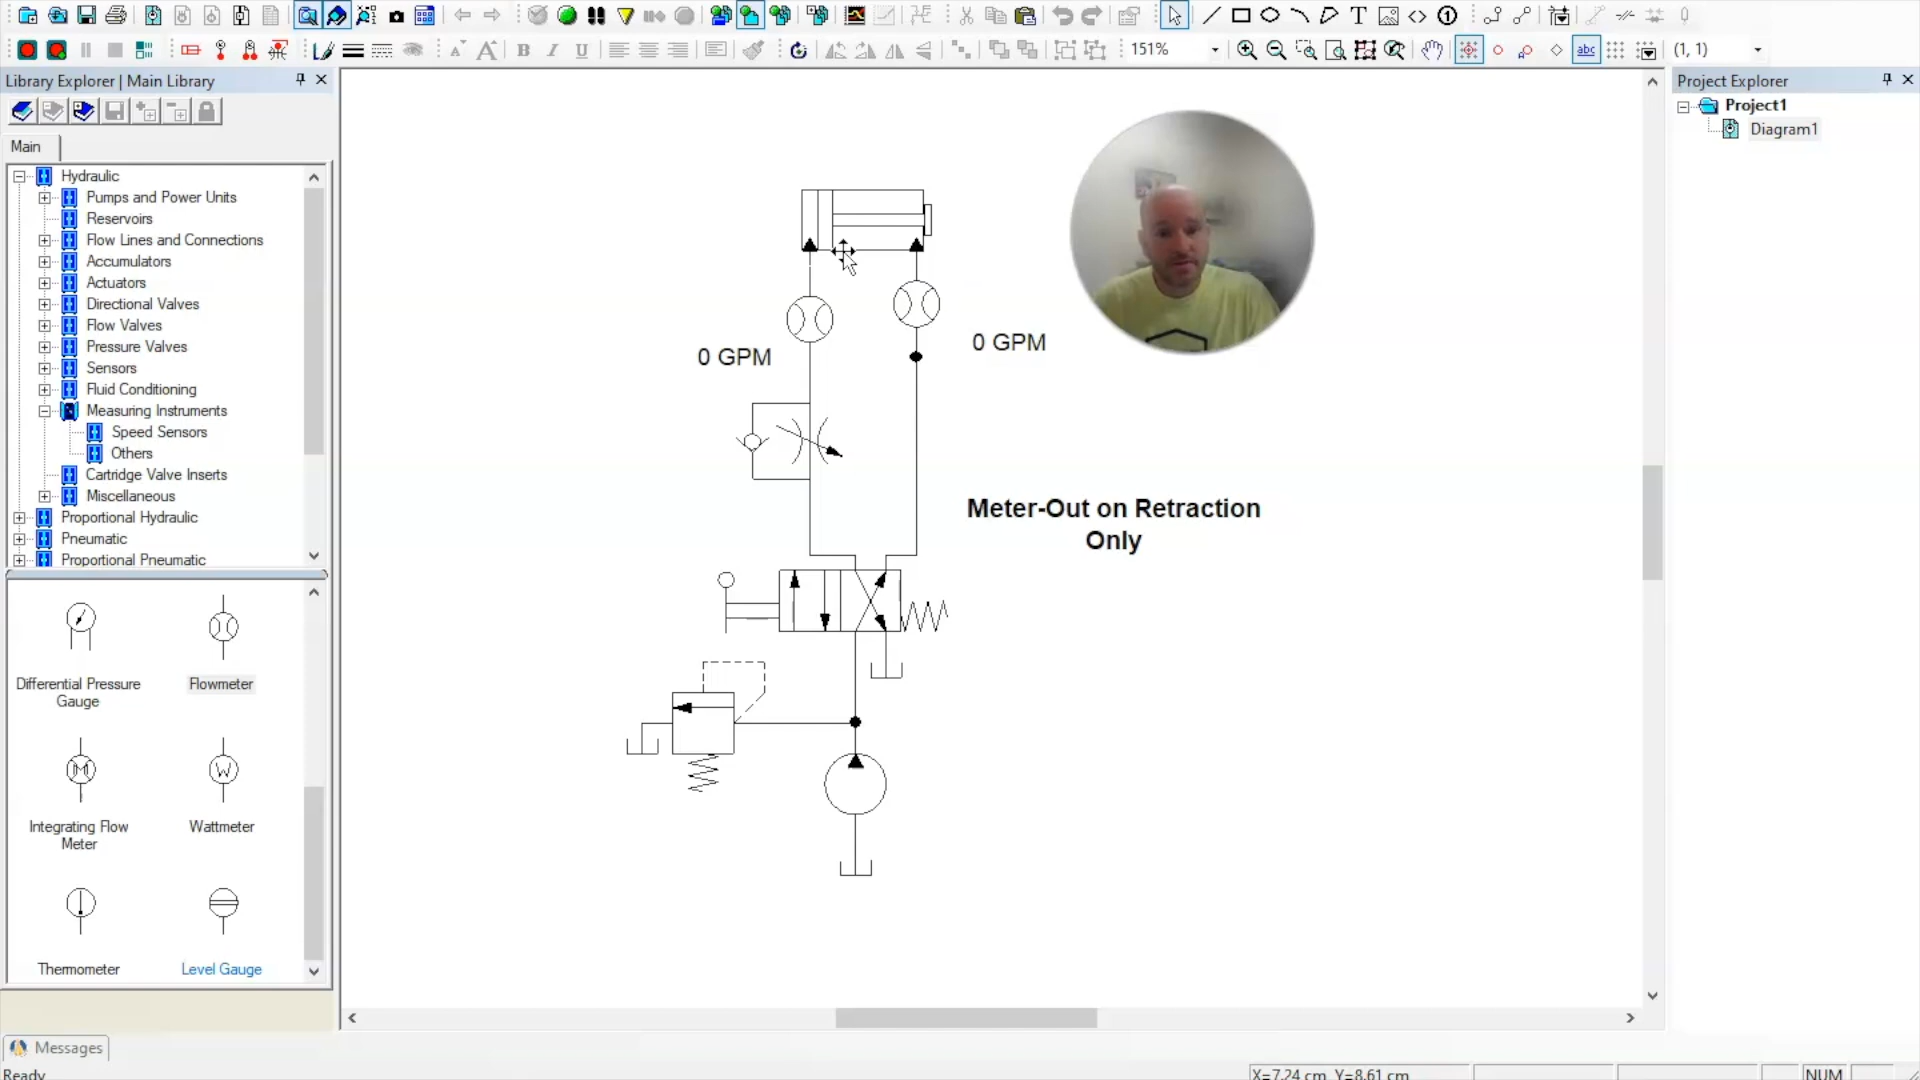 151%
(1, 1)
Library Explorer | Main Library
Main
Hydraulic
Pumps and Power Units
Reservoirs
Flow Lines and Connections
Accumulators
Actuators
Directional Valves
Flow Valves
Pressure Valves
Sensors
Fluid Conditioning
Measuring Instruments
Speed Sensors
Others
Cartridge Valve Inserts
Miscellaneous
Proportional Hydraulic
Pneumatic
Proportional Pneumatic
Differential Pressure
Gauge
Flowmeter
Integrating Flow
Meter
Wattmeter
Thermometer
Level Gauge
0 GPM
0 GPM
Meter-Out on Retraction
Only
Project Explorer
Project1
Diagram1
Messages
Ready
X=7.24 cm, Y=8.61 cm
NUM
abc
B I U
M
W